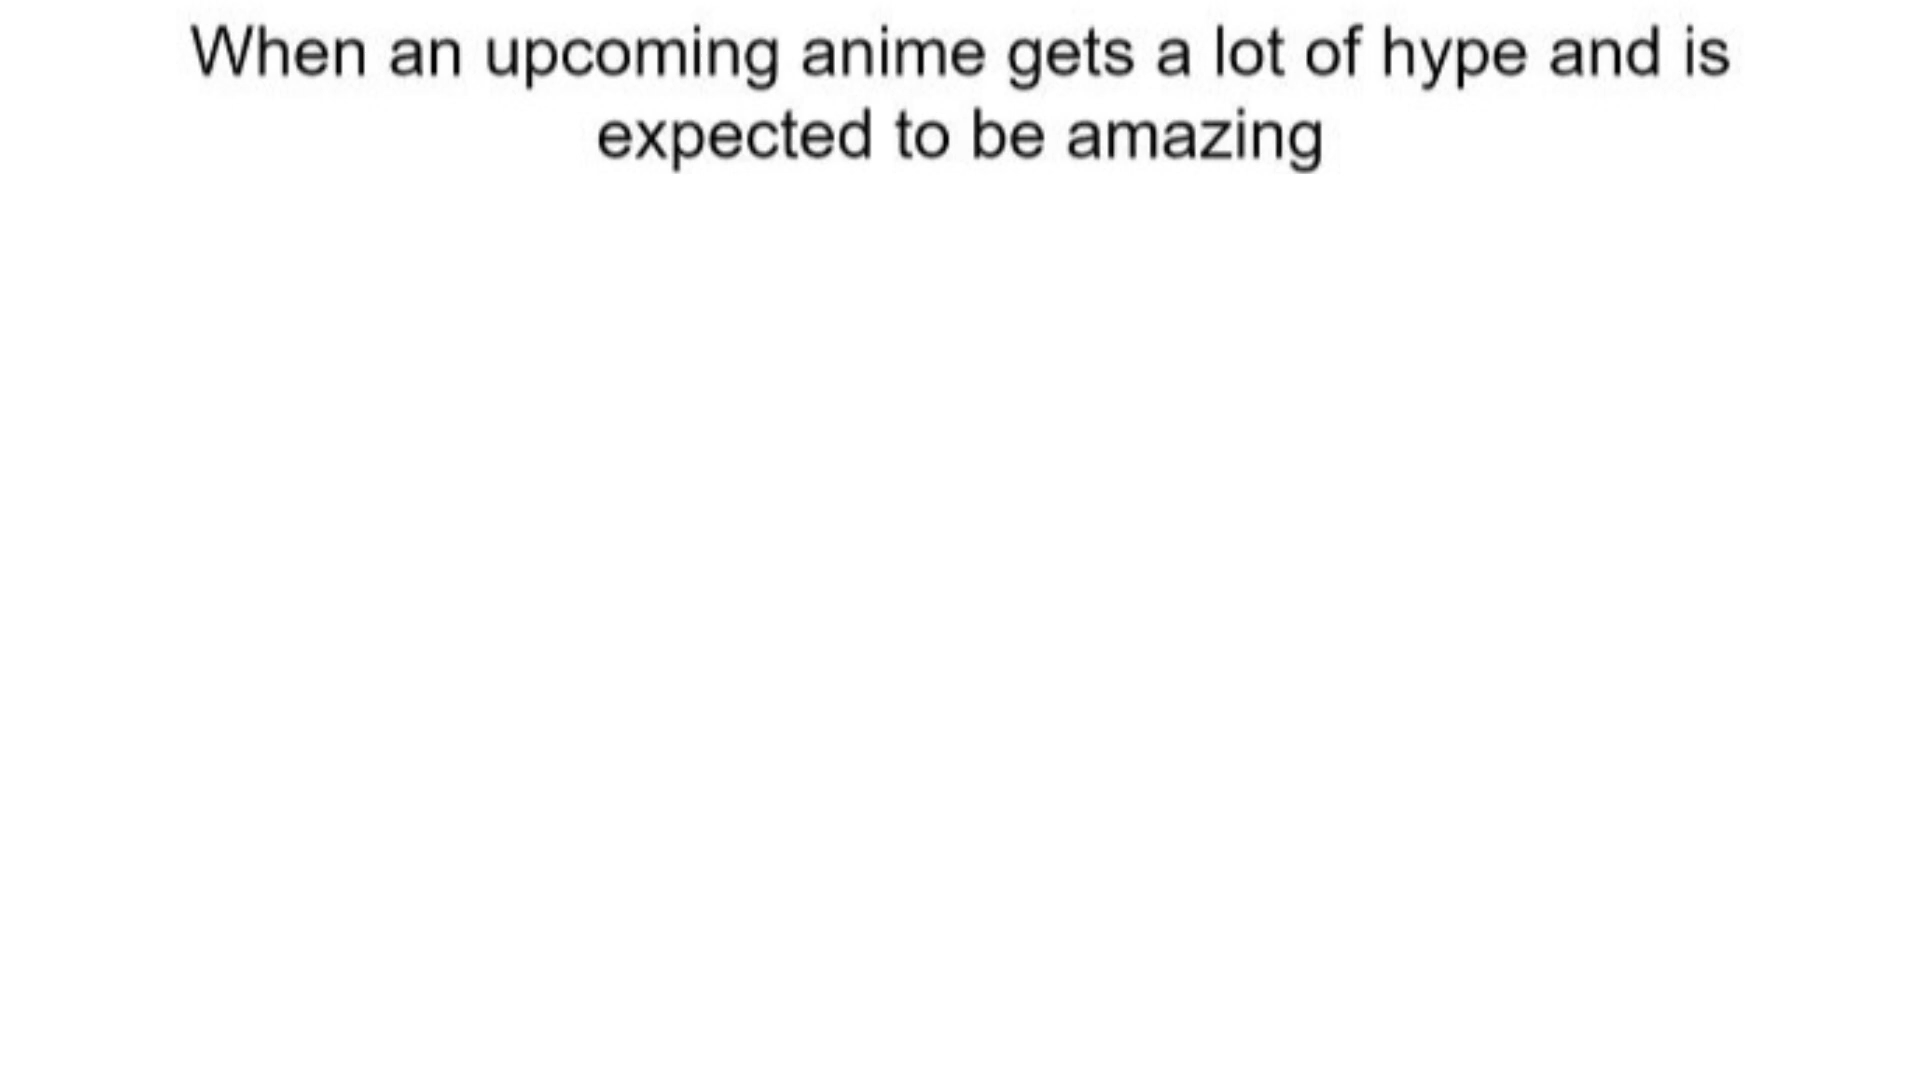 When an upcoming anime gets a lot of hype and is
expected to be amazing